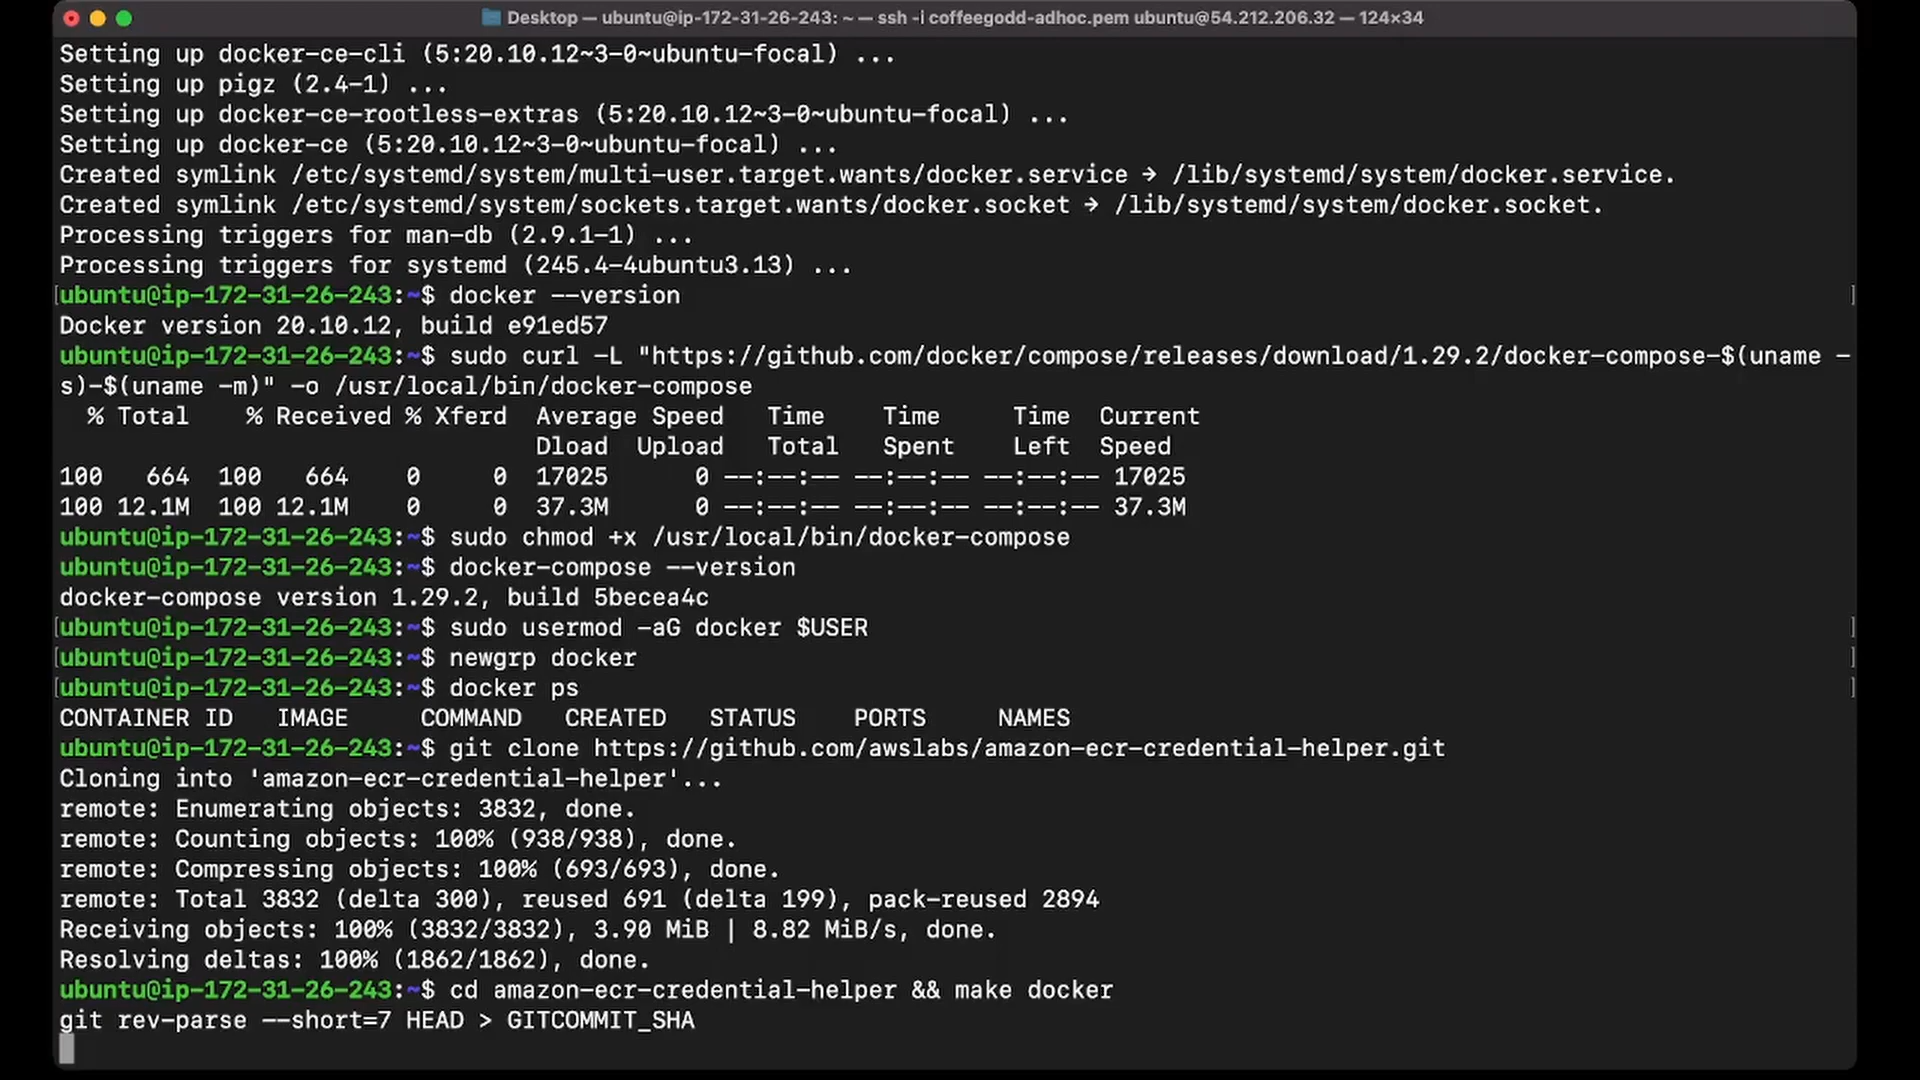 Desktop — ubuntu@ip-172-31-26-243: ~ — ssh -i coffeegodd-adhoc.pem ubuntu@54.212.206.32 — 124×34
Setting up docker-ce-cli (5:20.10.12~3-0~ubuntu-focal) ...
Setting up pigz (2.4-1) ...
Setting up docker-ce-rootless-extras (5:20.10.12~3-0~ubuntu-focal) ...
Setting up docker-ce (5:20.10.12~3-0~ubuntu-focal) ...
Created symlink /etc/systemd/system/multi-user.target.wants/docker.service → /lib/systemd/system/docker.service.
Created symlink /etc/systemd/system/sockets.target.wants/docker.socket → /lib/systemd/system/docker.socket.
Processing triggers for man-db (2.9.1-1) ...
Processing triggers for systemd (245.4-4ubuntu3.13) ...
[ubuntu@ip-172-31-26-243:~$ docker --version ]
Docker version 20.10.12, build e91ed57
ubuntu@ip-172-31-26-243:~$ sudo curl -L "https://github.com/docker/compose/releases/download/1.29.2/docker-compose-$(uname -
s)-$(uname -m)" -o /usr/local/bin/docker-compose
% Total % Received % Xferd Average Speed Time Time Time Current
Dload Upload Total Spent Left Speed
100 664 100 664 0 0 17025 0 --:--:-- --:--:-- --:--:-- 17025
100 12.1M 100 12.1M 0 0 37.3M 0 --:--:-- --:--:-- --:--:-- 37.3M
ubuntu@ip-172-31-26-243:~$ sudo chmod +x /usr/local/bin/docker-compose
ubuntu@ip-172-31-26-243:~$ docker-compose --version
docker-compose version 1.29.2, build 5becea4c
[ubuntu@ip-172-31-26-243:~$ sudo usermod -aG docker $USER ]
[ubuntu@ip-172-31-26-243:~$ newgrp docker ]
[ubuntu@ip-172-31-26-243:~$ docker ps ]
CONTAINER ID IMAGE COMMAND CREATED STATUS PORTS NAMES
ubuntu@ip-172-31-26-243:~$ git clone https://github.com/awslabs/amazon-ecr-credential-helper.git
Cloning into 'amazon-ecr-credential-helper'...
remote: Enumerating objects: 3832, done.
remote: Counting objects: 100% (938/938), done.
remote: Compressing objects: 100% (693/693), done.
remote: Total 3832 (delta 300), reused 691 (delta 199), pack-reused 2894
Receiving objects: 100% (3832/3832), 3.90 MiB | 8.82 MiB/s, done.
Resolving deltas: 100% (1862/1862), done.
ubuntu@ip-172-31-26-243:~$ cd amazon-ecr-credential-helper && make docker
git rev-parse --short=7 HEAD > GITCOMMIT_SHA